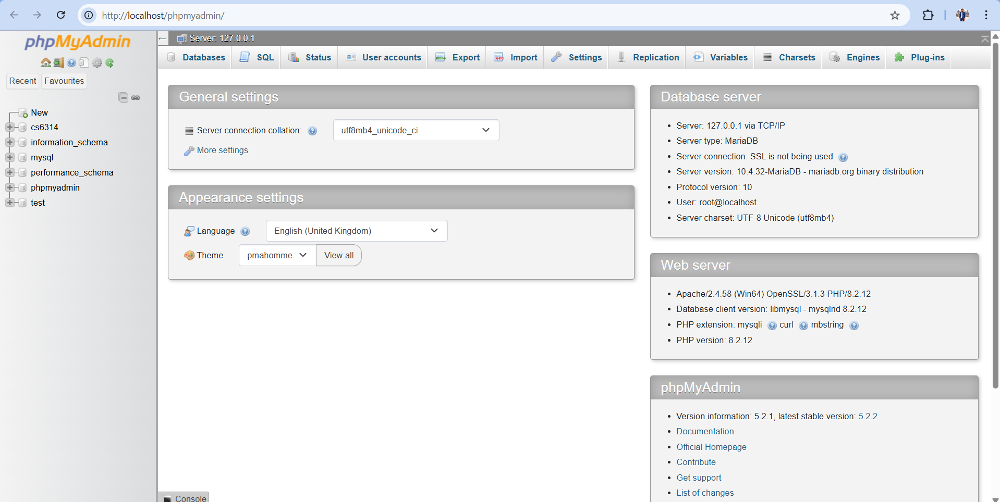 http://localhost/phpmyadmin/
phpMyAdmin
Recent
Favourites
New
cs6314
information_schema
mysql
performance_schema
phpmyadmin
test
Server: 127.0.0.1
Databases
SQL
Status
User accounts
Export
Import
Settings
Replication
Variables
Charsets
Engines
Plug-ins
General settings
Server connection collation:
utf8mb4_unicode_ci
More settings
Appearance settings
Language
English (United Kingdom)
Theme
pmahomme
View all
Database server
Server: 127.0.0.1 via TCP/IP
Server type: MariaDB
Server connection: SSL is not being used
Server version: 10.4.32-MariaDB - mariadb.org binary distribution
Protocol version: 10
User: root@localhost
Server charset: UTF-8 Unicode (utf8mb4)
Web server
Apache/2.4.58 (Win64) OpenSSL/3.1.3 PHP/8.2.12
Database client version: libmysql - mysqlnd 8.2.12
PHP extension: mysqli curl mbstring
PHP version: 8.2.12
phpMyAdmin
Version information: 5.2.1, latest stable version: 5.2.2
Documentation
Official Homepage
Contribute
Get support
List of changes
Console